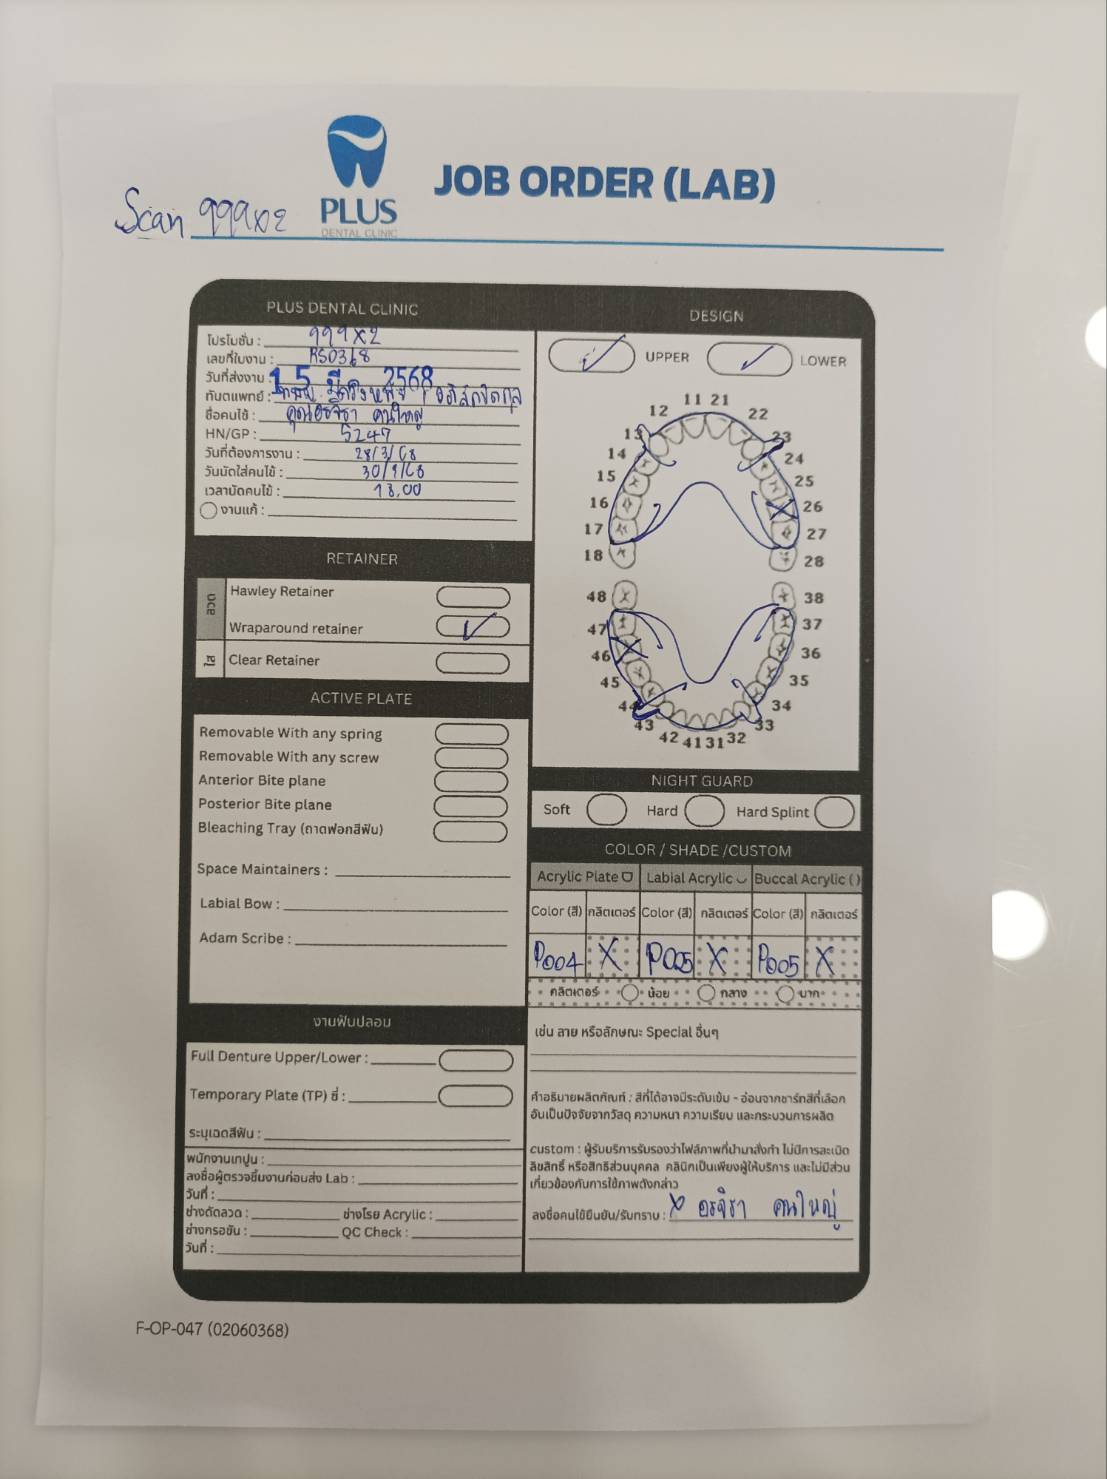 Scan 999x2
PLUS
DENTAL CLINIC
JOB ORDER (LAB)
PLUS DENTAL CLINIC
โปรโมชั่น : 999x2
เลขที่ใบงาน : RS0368
วันที่ส่งงาน : 15 มี 2568
ทันตแพทย์ :
ชื่อคนไข้ : คุณอรจิรา คนใหญ่
HN/GP : 5247
วันที่ต้องการงาน : 28/3/68
วันนัดใส่คนไข้ :
เวลานัดคนไข้ : 18.00
งานแก้ :
DESIGN
UPPER
LOWER
11 21
12 22
13 23
14 24
15 25
16 26
17 27
18 28
48 38
47 37
46 36
45 35
44 34
43 33
42 41 31 32
RETAINER
ลวด
Hawley Retainer
Wraparound retainer
ใส
Clear Retainer
ACTIVE PLATE
Removable With any spring
Removable With any screw
Anterior Bite plane
Posterior Bite plane
Bleaching Tray (ถาดฟอกสีฟัน)
Space Maintainers :
Labial Bow :
Adam Scribe :
NIGHT GUARD
Soft Hard Hard Splint
COLOR / SHADE /CUSTOM
Acrylic Plate Labial Acrylic Buccal Acrylic ( )
Color (สี) กลิตเตอร์ Color (สี) กลิตเตอร์ Color (สี) กลิตเตอร์
P004 X P005 X P005 X
กลิตเตอร์ น้อย กลาง มาก
เช่น ลาย หรือลักษณะ Special อื่นๆ
งานฟันปลอม
Full Denture Upper/Lower :
Temporary Plate (TP) ซี่ :
ระบุเฉดสีฟัน :
พนักงานเทปูน :
ลงชื่อผู้ตรวจชิ้นงานก่อนส่ง Lab :
วันที่ :
ช่างดัดลวด : ช่างโรย Acrylic :
ช่างกรอขัน : QC Check :
วันที่ :
คำอธิบายผลิตภัณฑ์ : สีที่ได้อาจมีระดับเข้ม - อ่อนจากชาร์ทสีที่เลือก
อันเป็นปัจจัยจากวัสดุ ความหนา ความเรียบ และกระบวนการผลิต
custom : ผู้รับบริการรับรองว่าไฟล์ภาพที่นำมาสั่งทำ ไม่มีการละเมิด
ลิขสิทธิ์ หรือสิทธิส่วนบุคคล คลินิกเป็นเพียงผู้ให้บริการ และไม่มีส่วน
เกี่ยวข้องกับการใช้ภาพดังกล่าว
ลงชื่อคนไข้ยืนยัน/รับทราบ : x อรจิรา คนใหญ่
F-OP-047 (02060368)